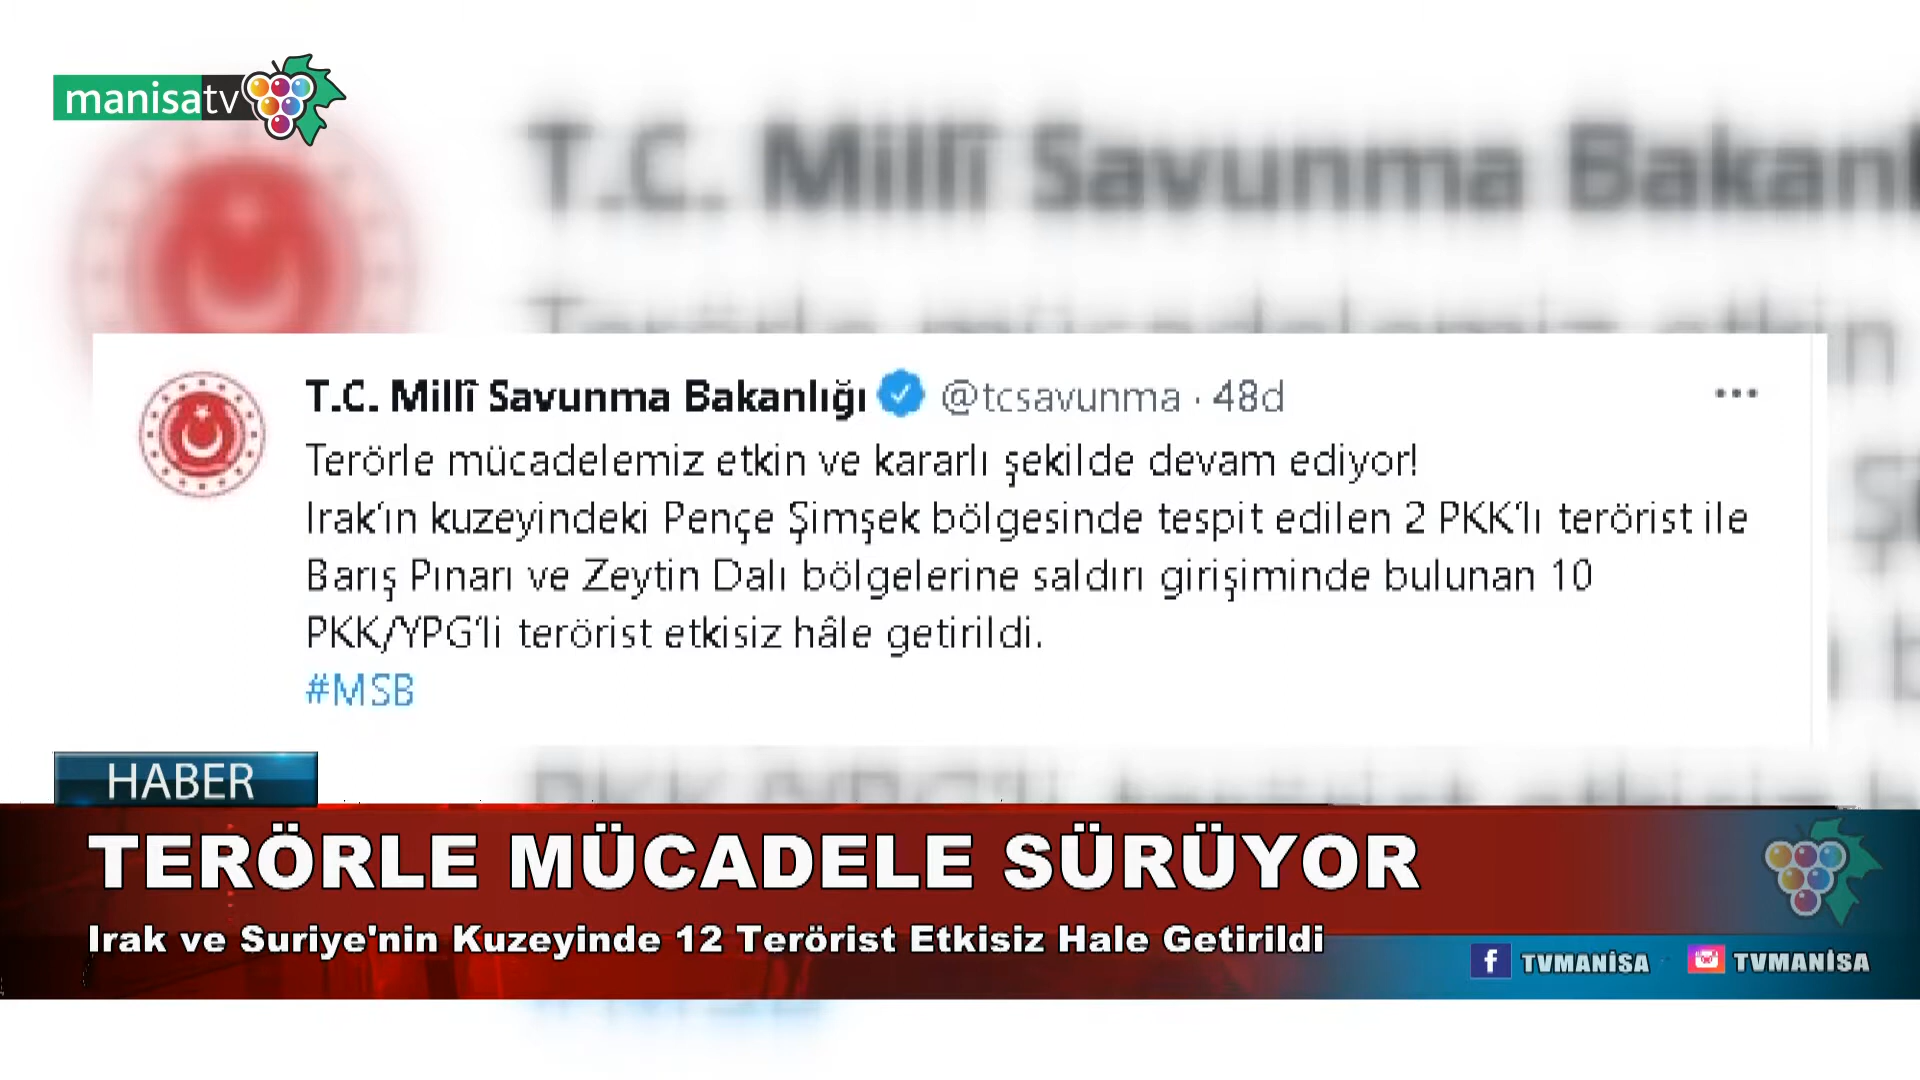 manisatv
T.C. Millî Savunma Bakanl
T.C. Millî Savunma Bakanlığı @tcsavunma · 48d
Terörle mücadelemiz etkin ve kararlı şekilde devam ediyor!
Irak'ın kuzeyindeki Pençe Şimşek bölgesinde tespit edilen 2 PKK'lı terörist ile
Barış Pınarı ve Zeytin Dalı bölgelerine saldırı girişiminde bulunan 10
PKK/YPG'li terörist etkisiz hâle getirildi.
#MSB
HABER
TERÖRLE MÜCADELE SÜRÜYOR
Irak ve Suriye'nin Kuzeyinde 12 Terörist Etkisiz Hale Getirildi
f TVMANİSA TVMANİSA